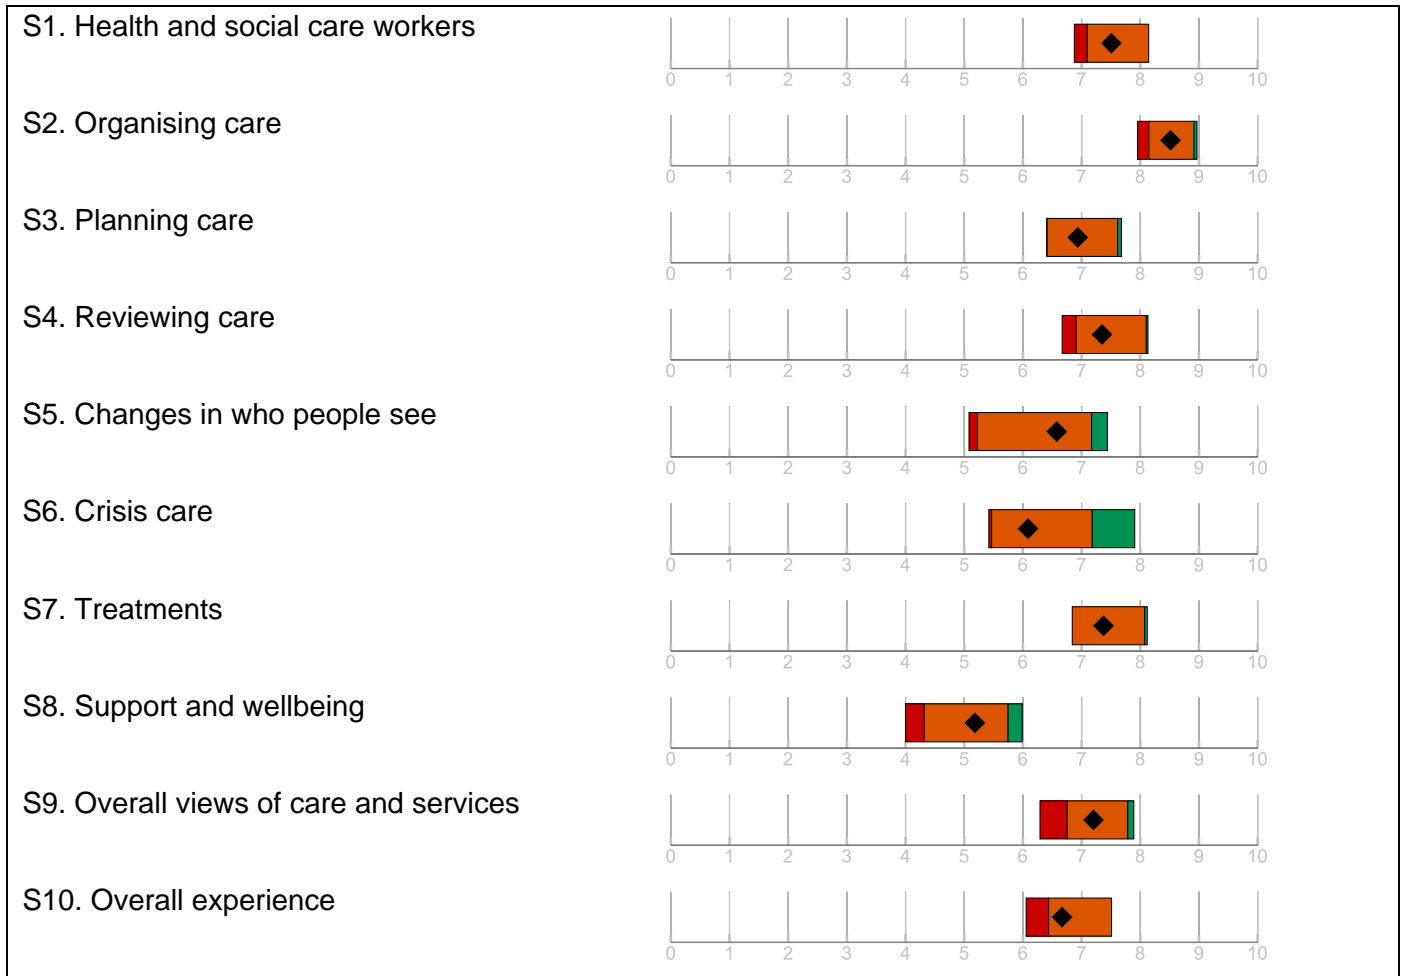 S1. Health and social care workers
0 1 2 3 4 5 6 7 8 9 10
S2. Organising care
0 1 2 3 4 5 6 7 8 9 10
S3. Planning care
0 1 2 3 4 5 6 7 8 9 10
S4. Reviewing care
0 1 2 3 4 5 6 7 8 9 10
S5. Changes in who people see
0 1 2 3 4 5 6 7 8 9 10
S6. Crisis care
0 1 2 3 4 5 6 7 8 9 10
S7. Treatments
0 1 2 3 4 5 6 7 8 9 10
S8. Support and wellbeing
0 1 2 3 4 5 6 7 8 9 10
S9. Overall views of care and services
0 1 2 3 4 5 6 7 8 9 10
S10. Overall experience
0 1 2 3 4 5 6 7 8 9 10